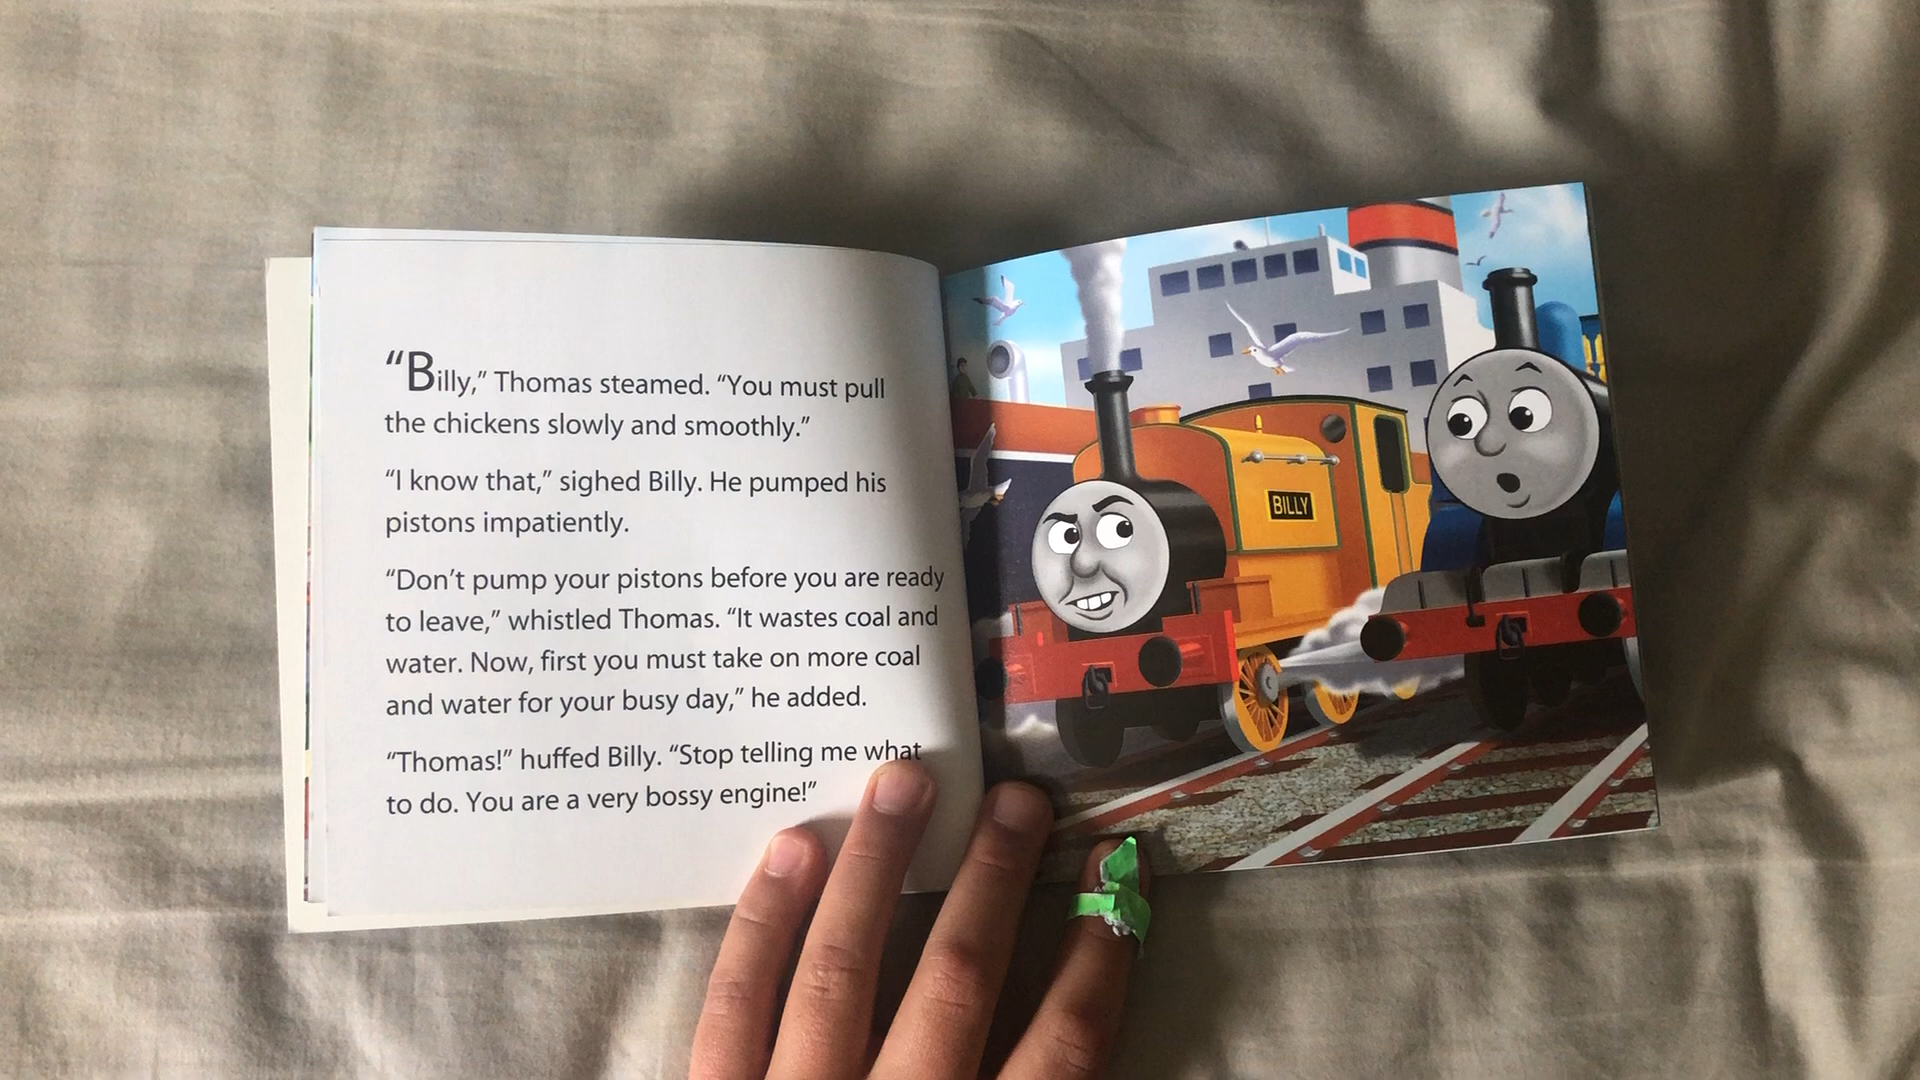 “Billy,” Thomas steamed. “You must pull
the chickens slowly and smoothly.”
“I know that,” sighed Billy. He pumped his
pistons impatiently.
“Don’t pump your pistons before you are ready
to leave,” whistled Thomas. “It wastes coal and
water. Now, first you must take on more coal
and water for your busy day,” he added.
“Thomas!” huffed Billy. “Stop telling me what
to do. You are a very bossy engine!”
BILLY